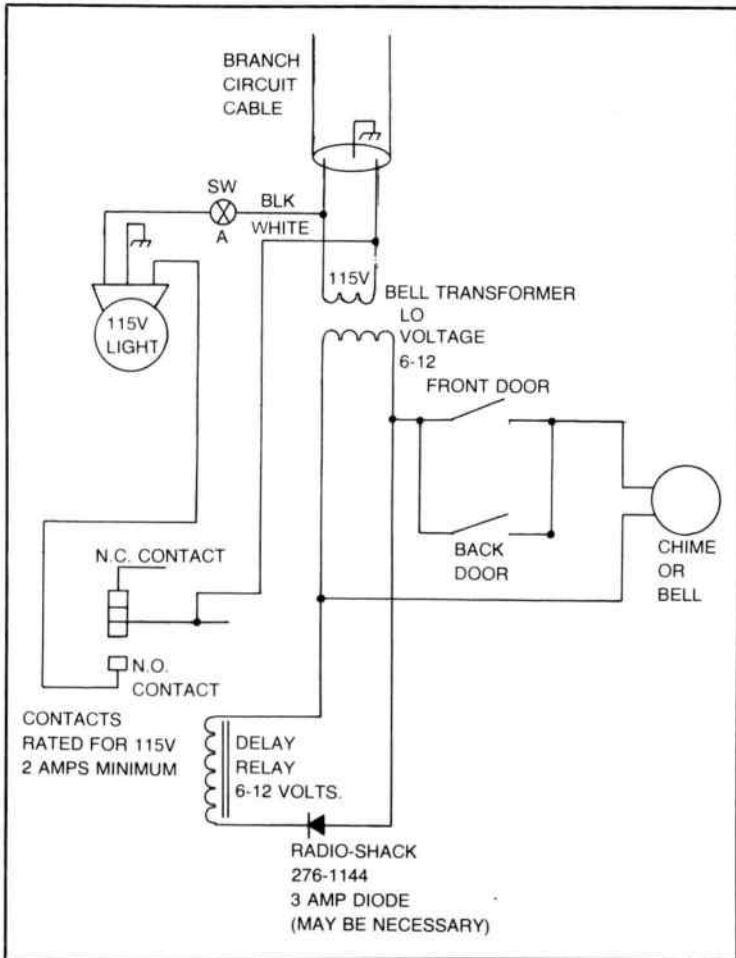 BRANCH
CIRCUIT
CABLE
SW
BLK
A
WHITE
115V
BELL TRANSFORMER
LO
VOLTAGE
6-12
115V
LIGHT
FRONT DOOR
BACK
DOOR
CHIME
OR
BELL
N.C. CONTACT
N.O.
CONTACT
CONTACTS
RATED FOR 115V
2 AMPS MINIMUM
DELAY
RELAY
6-12 VOLTS.
RADIO-SHACK
276-1144
3 AMP DIODE
(MAY BE NECESSARY)